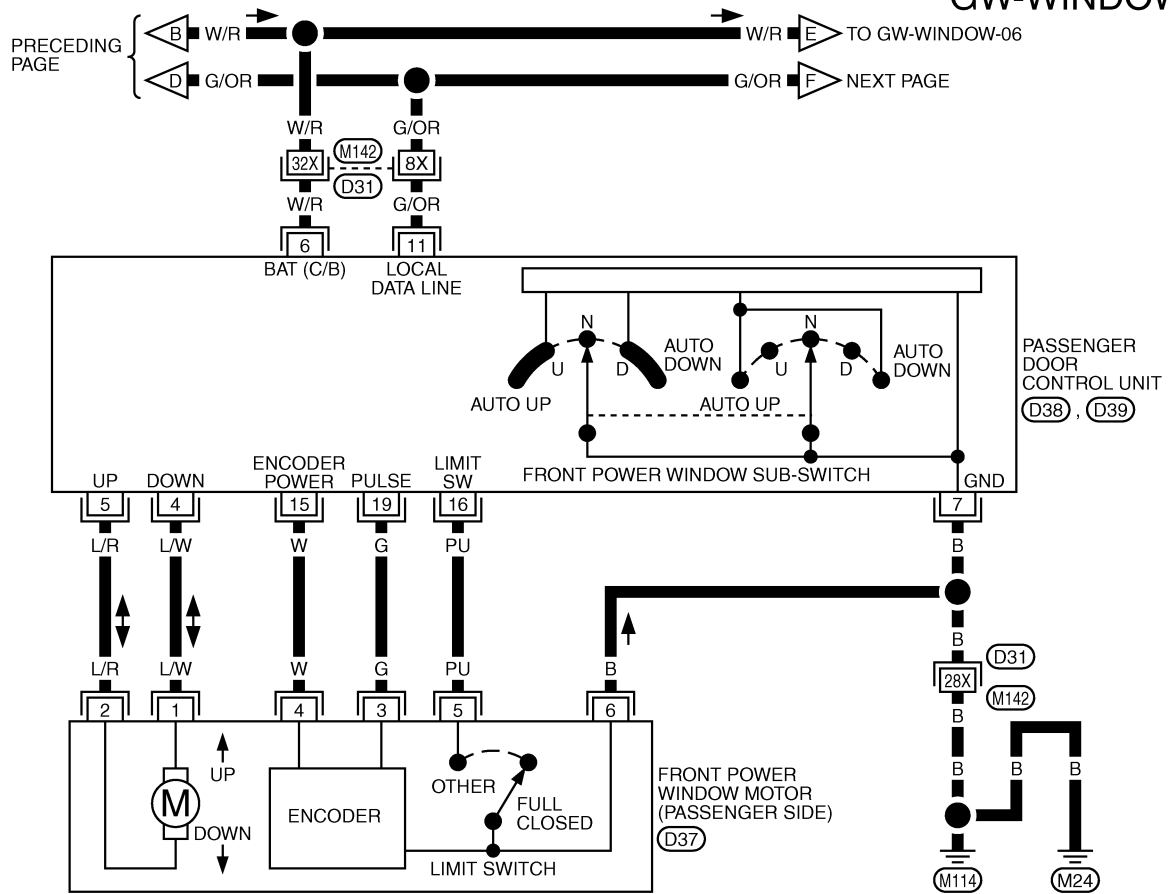 GW-WINDOW
PRECEDING
PAGE
B W/R W/R E TO GW-WINDOW-06
D G/OR G/OR F NEXT PAGE
W/R G/OR
32X M142 8X
D31
W/R G/OR
6 11
BAT (C/B) LOCAL
DATA LINE
N N
U D AUTO
DOWN
U D AUTO
DOWN
AUTO UP AUTO UP
PASSENGER
DOOR
CONTROL UNIT
D38 , D39
FRONT POWER WINDOW SUB-SWITCH
UP DOWN ENCODER
POWER PULSE LIMIT
SW GND
5 4 15 19 16 7
L/R L/W W G PU B
B
D31
28X
M142
L/R L/W W G PU B
2 1 4 3 5 6
B
UP
M
DOWN
ENCODER
OTHER
FULL
CLOSED
LIMIT SWITCH
FRONT POWER
WINDOW MOTOR
(PASSENGER SIDE)
D37
B B B
M114 M24